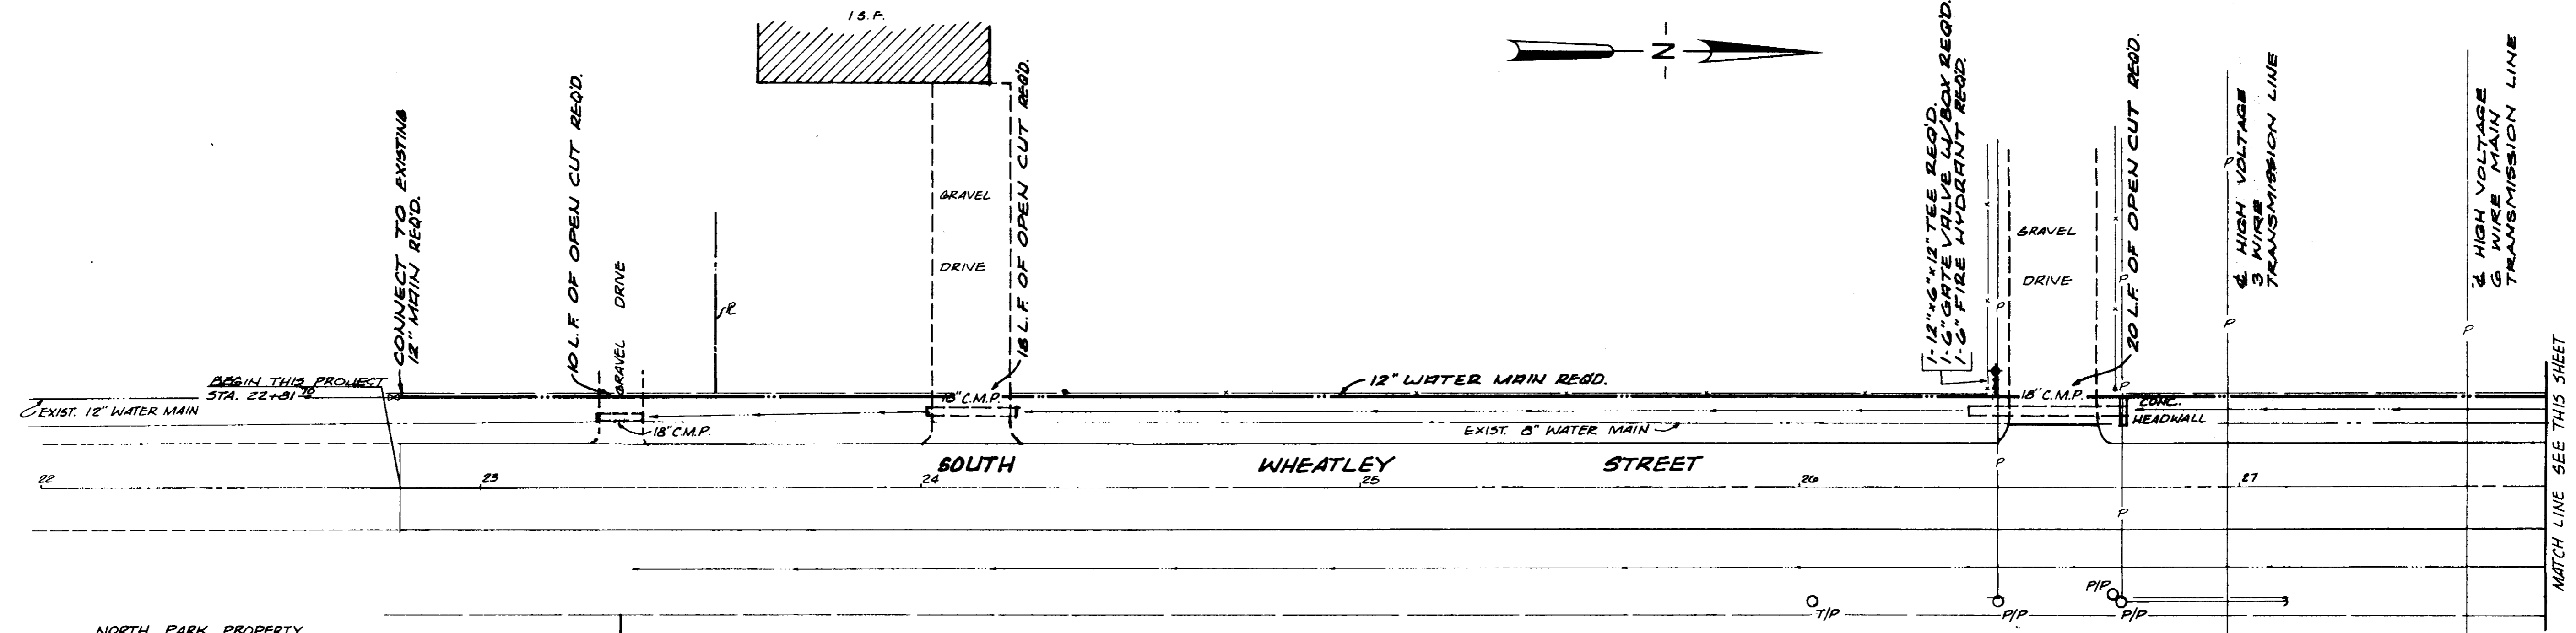 1 S.F.
N
CONNECT TO EXISTING
12" MAIN REQ'D.
10 L.F. OF OPEN CUT REQ'D.
GRAVEL DRIVE
GRAVEL
DRIVE
18 L.F. OF OPEN CUT REQ'D.
1-12"x6"x12" TEE REQ'D.
1-6" GATE VALVE W/BOX REQ'D.
1-6" FIRE HYDRANT REQ'D.
GRAVEL
DRIVE
20 L.F. OF OPEN CUT REQ'D.
℄ HIGH VOLTAGE
3 WIRE
TRANSMISSION LINE
℄ HIGH VOLTAGE
6 WIRE MAIN
TRANSMISSION LINE
P
P
P
P
P
P
BEGIN THIS PROJECT
STA. 22+81.70
EXIST. 12" WATER MAIN
12" WATER MAIN REQ'D.
18" C.M.P.
18" C.M.P.
18" C.M.P.
CONC.
HEADWALL
EXIST. 8" WATER MAIN
SOUTH WHEATLEY STREET
22
23
24
25
26
27
P
P
T/P
P/P
P/P
P/P
MATCH LINE SEE THIS SHEET
NORTH PARK PROPERTY